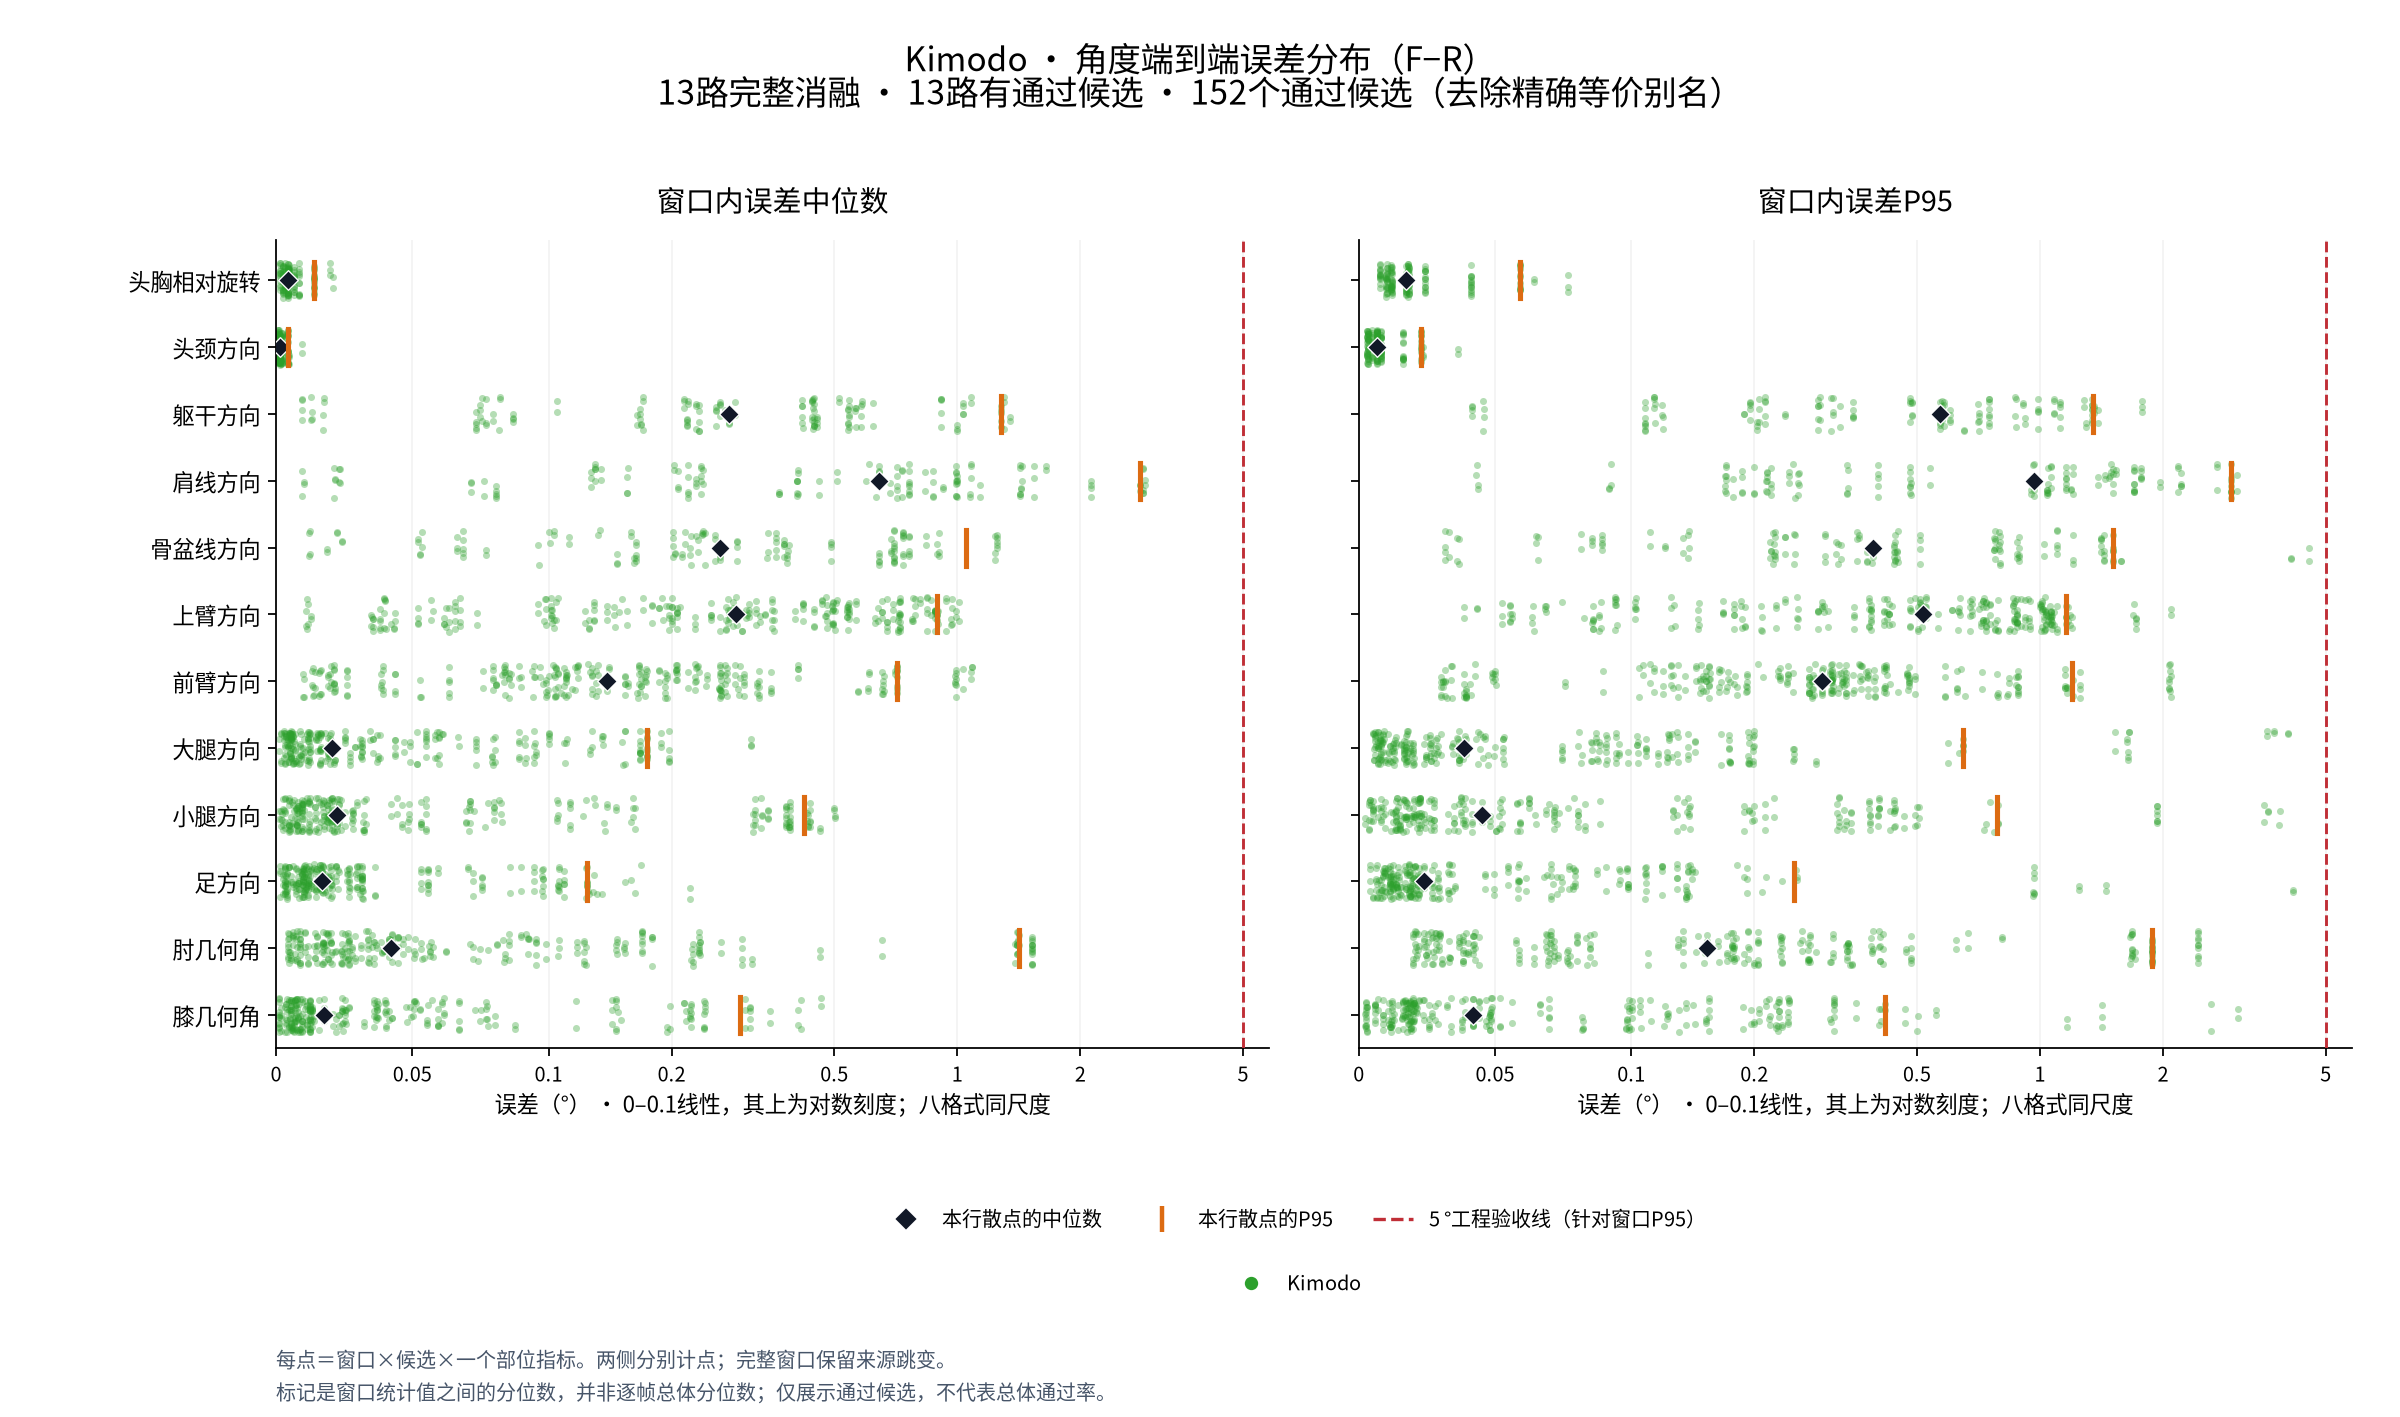 Kimodo · 角度端到端误差分布（F−R）
13路完整消融 · 13路有通过候选 · 152个通过候选（去除精确等价别名）
窗口内误差中位数
窗口内误差P95
头胸相对旋转
头颈方向
躯干方向
肩线方向
骨盆线方向
上臂方向
前臂方向
大腿方向
小腿方向
足方向
肘几何角
膝几何角
0 0.05 0.1 0.2 0.5 1 2 5
0 0.05 0.1 0.2 0.5 1 2 5
误差（°） · 0–0.1线性，其上为对数刻度；八格式同尺度
误差（°） · 0–0.1线性，其上为对数刻度；八格式同尺度
本行散点的中位数
本行散点的P95
5 °工程验收线（针对窗口P95）
Kimodo
每点＝窗口×候选×一个部位指标。两侧分别计点；完整窗口保留来源跳变。
标记是窗口统计值之间的分位数，并非逐帧总体分位数；仅展示通过候选，不代表总体通过率。